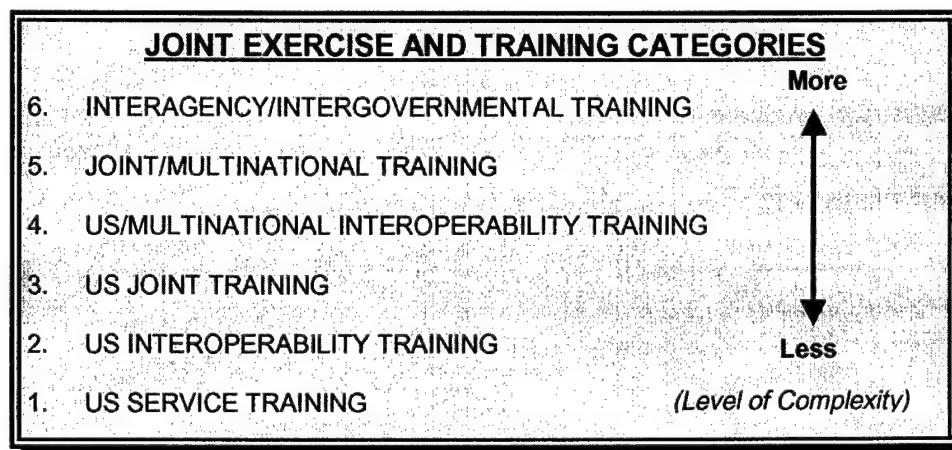 JOINT EXERCISE AND TRAINING CATEGORIES
More
6. INTERAGENCY/INTERGOVERNMENTAL TRAINING
5. JOINT/MULTINATIONAL TRAINING
4. US/MULTINATIONAL INTEROPERABILITY TRAINING
3. US JOINT TRAINING
2. US INTEROPERABILITY TRAINING
Less
1. US SERVICE TRAINING
(Level of Complexity)